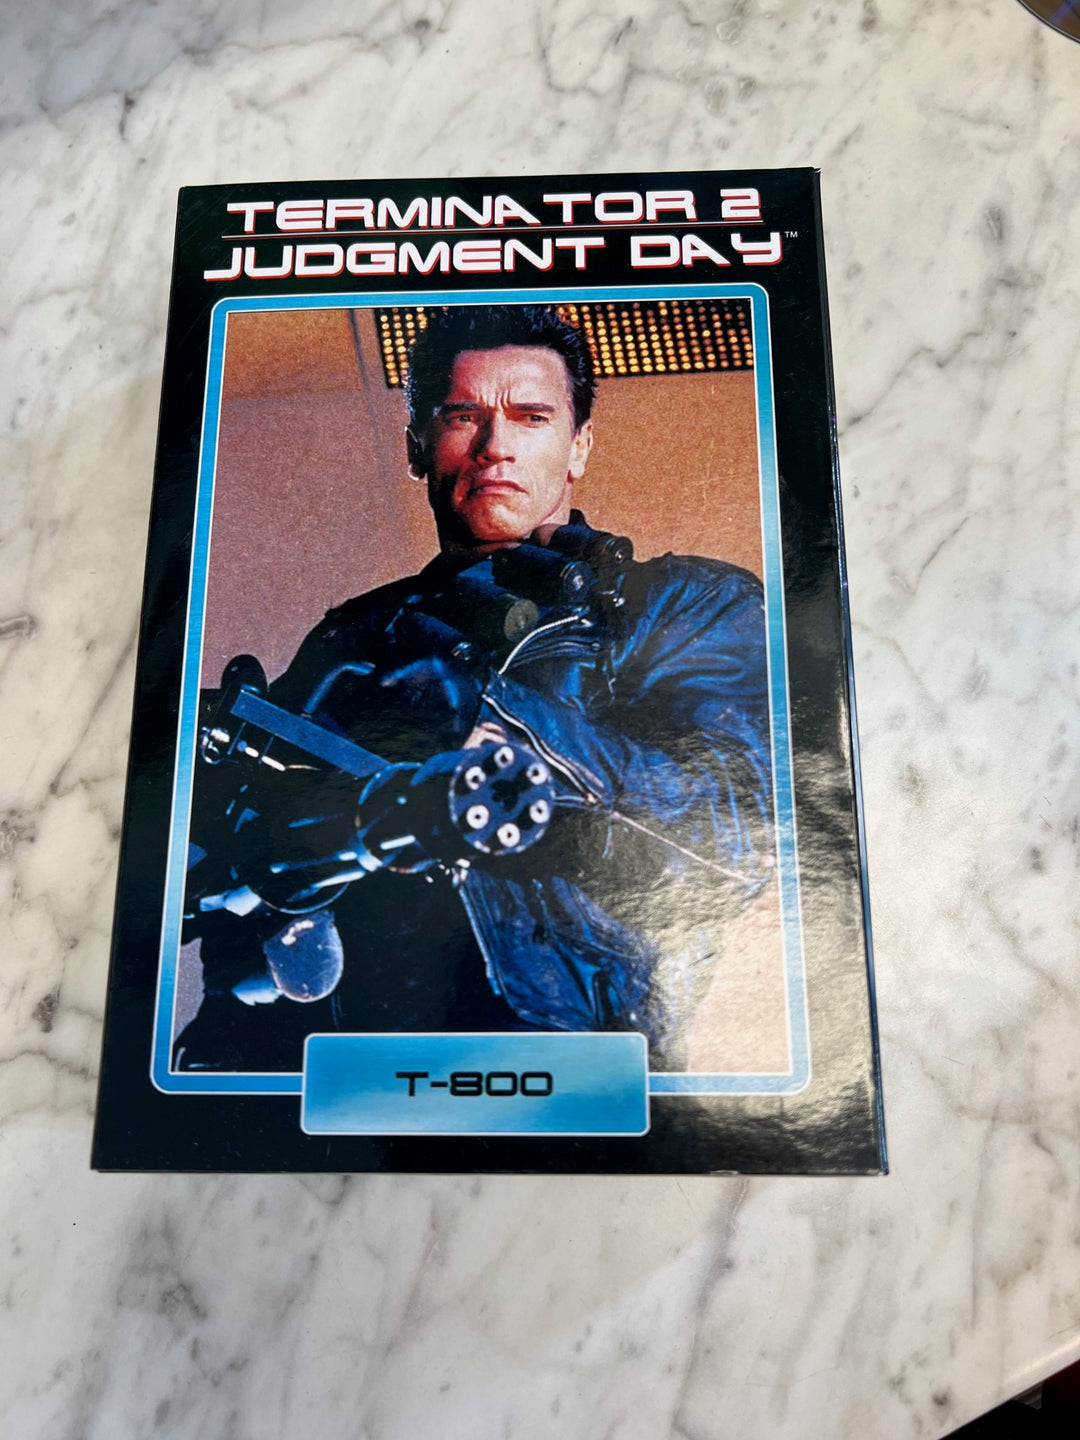 TERMINATOR 2
JUDGMENT DAY™
T-800